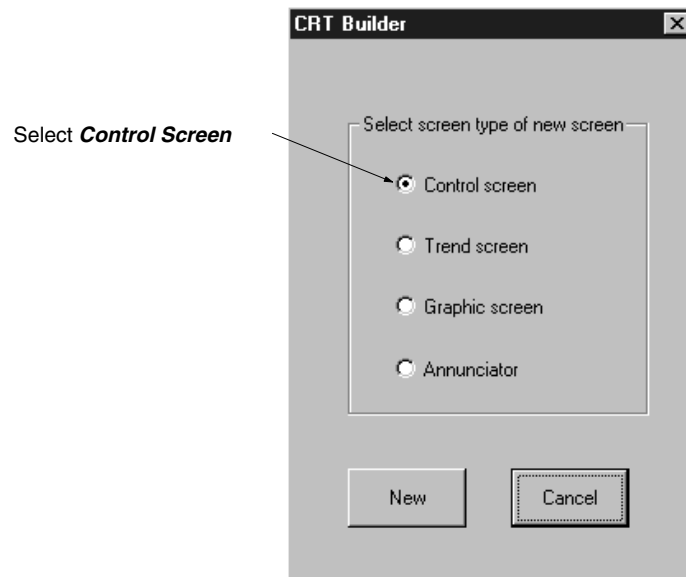 CRT Builder
Select Control Screen
Select screen type of new screen
Control screen
Trend screen
Graphic screen
Annunciator
New
Cancel